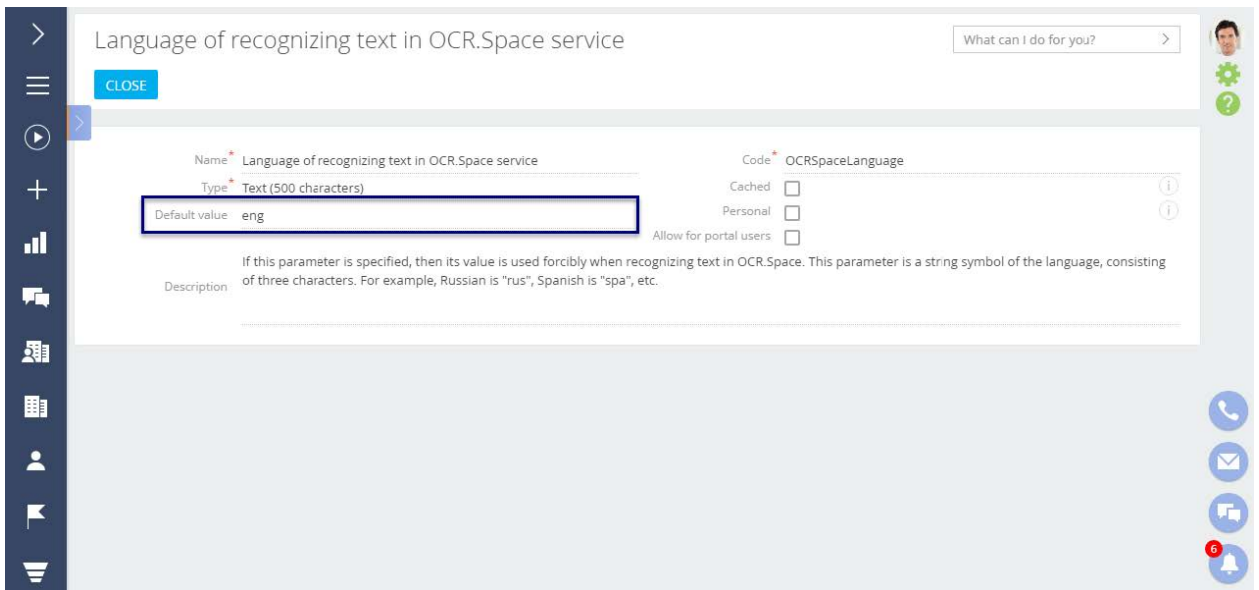 Language of recognizing text in OCR.Space service
What can I do for you?
CLOSE
Name* Language of recognizing text in OCR.Space service
Code* OCRSpaceLanguage
Type* Text (500 characters)
Cached
Default value eng
Personal
Allow for portal users
If this parameter is specified, then its value is used forcibly when recognizing text in OCR.Space. This parameter is a string symbol of the language, consisting
Description of three characters. For example, Russian is "rus", Spanish is "spa", etc.
6